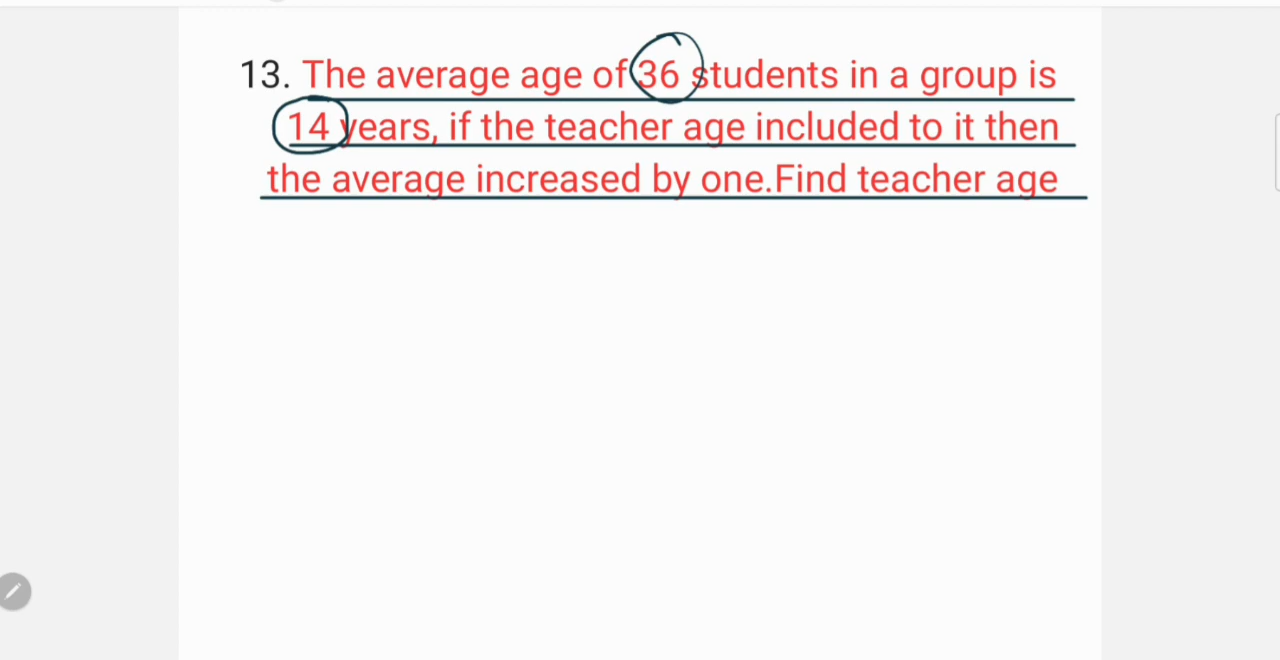 13. The average age of 36 students in a group is
14 years, if the teacher age included to it then
the average increased by one.Find teacher age